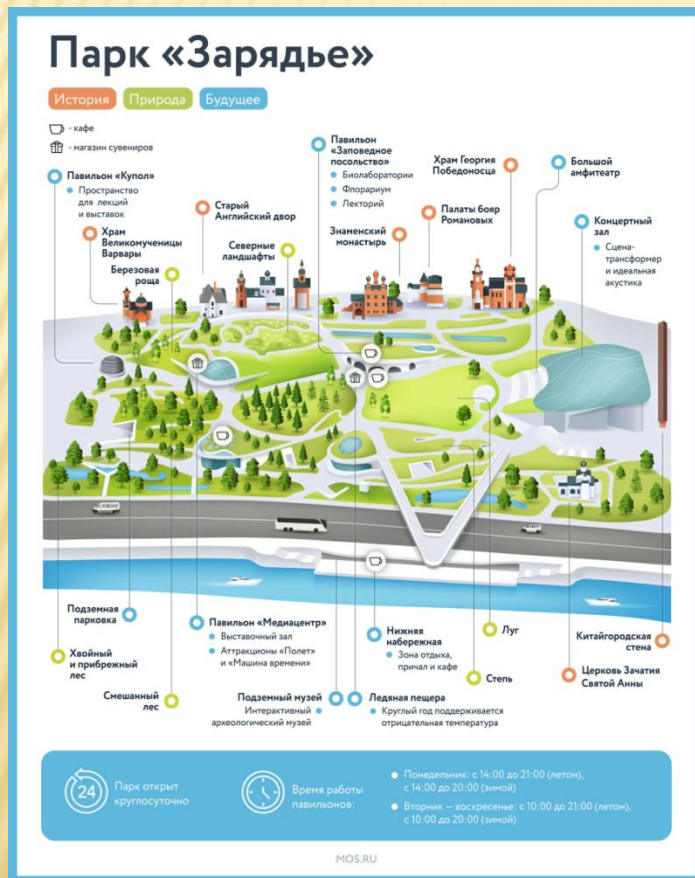 Парк «Зарядье»
История Природа Будущее
- кафе
- магазин сувениров
Павильон «Купол»
Пространство
для лекций
и выставок
Храм
Великомученицы
Варвары
Березовая
роща
Старый
Английский двор
Северные
ландшафты
Павильон
«Заповедное
посольство»
Биолаборатории
Флорариум
Лекторий
Знаменский
монастырь
Храм Георгия
Победоносца
Палаты бояр
Романовых
Большой
амфитеатр
Концертный
зал
Сцена-
трансформер
и идеальная
акустика
Подземная
парковка
Хвойный
и прибрежный
лес
Смешанный
лес
Павильон «Медиацентр»
Выставочный зал
Аттракционы «Полет»
и «Машина времени»
Подземный музей
Интерактивный
археологический музей
Нижняя
набережная
Зона отдыха,
причал и кафе
Ледяная пещера
Круглый год поддерживается
отрицательная температура
Луг
Степь
Китайгородская
стена
Церковь Зачатия
Святой Анны
24
Парк открыт
круглосуточно
Время работы
павильонов:
Понедельник: с 14:00 до 21:00 (летом),
с 14:00 до 20:00 (зимой)
Вторник — воскресенье: с 10:00 до 21:00 (летом),
с 10:00 до 20:00 (зимой)
MOS.RU